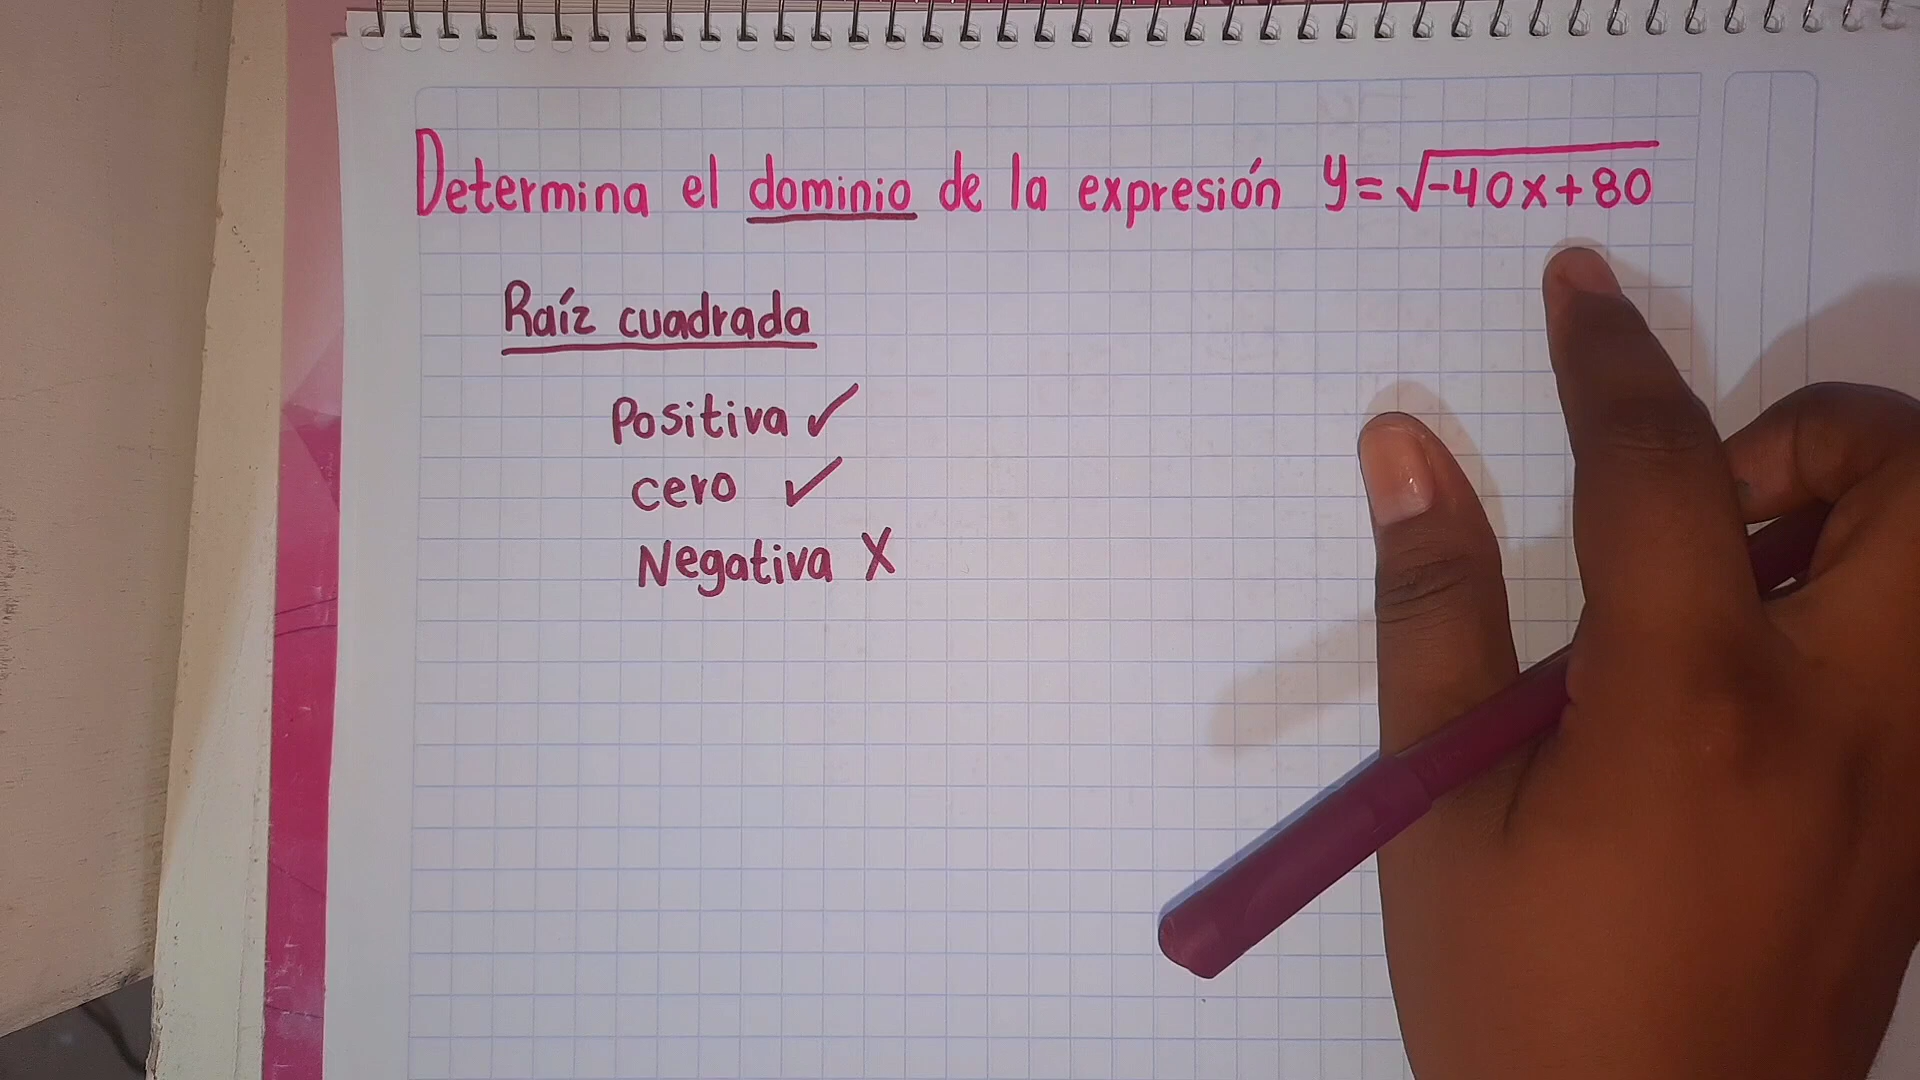 Determina el dominio de la expresión y=√-40x+80
Raíz cuadrada
Positiva ✓
cero ✓
Negativa X